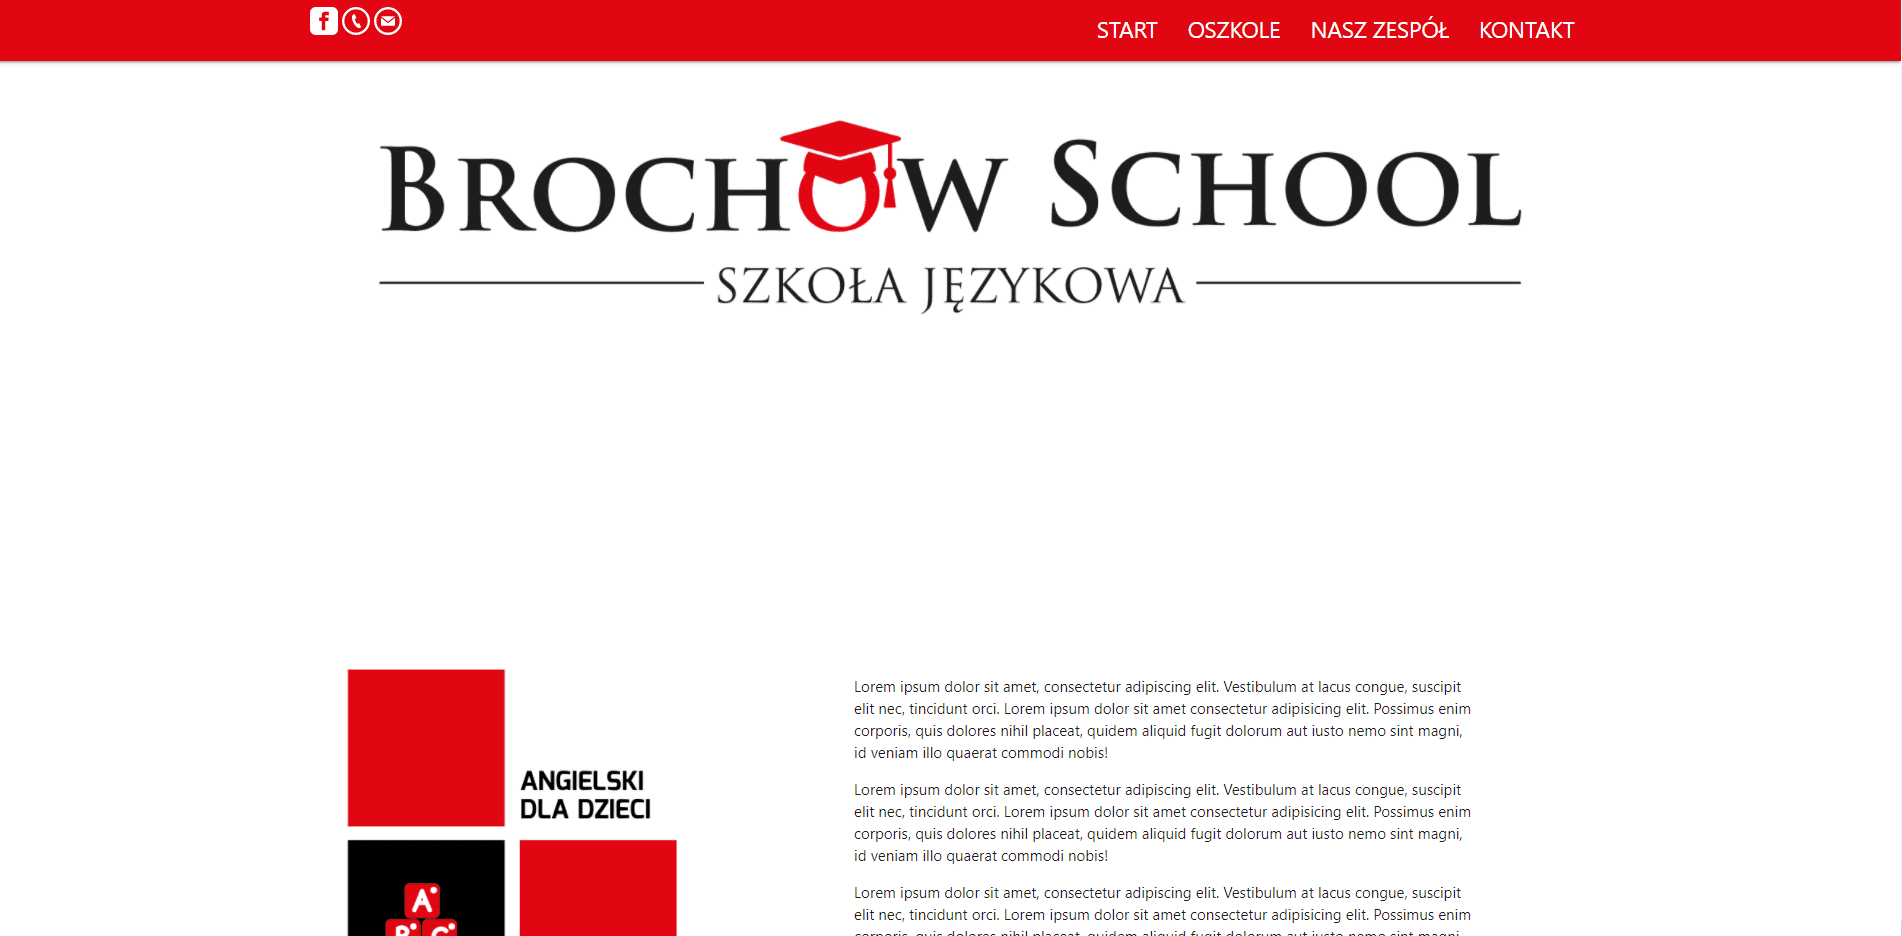 START OSZKOLE NASZ ZESPÓŁ KONTAKT
BROCHOW SCHOOL
SZKOŁA JĘZYKOWA
ANGIELSKI
DLA DZIECI
A
B C
Lorem ipsum dolor sit amet, consectetur adipiscing elit. Vestibulum at lacus congue, suscipit
elit nec, tincidunt orci. Lorem ipsum dolor sit amet consectetur adipisicing elit. Possimus enim
corporis, quis dolores nihil placeat, quidem aliquid fugit dolorum aut iusto nemo sint magni,
id veniam illo quaerat commodi nobis!
Lorem ipsum dolor sit amet, consectetur adipiscing elit. Vestibulum at lacus congue, suscipit
elit nec, tincidunt orci. Lorem ipsum dolor sit amet consectetur adipisicing elit. Possimus enim
corporis, quis dolores nihil placeat, quidem aliquid fugit dolorum aut iusto nemo sint magni,
id veniam illo quaerat commodi nobis!
Lorem ipsum dolor sit amet, consectetur adipiscing elit. Vestibulum at lacus congue, suscipit
elit nec, tincidunt orci. Lorem ipsum dolor sit amet consectetur adipisicing elit. Possimus enim